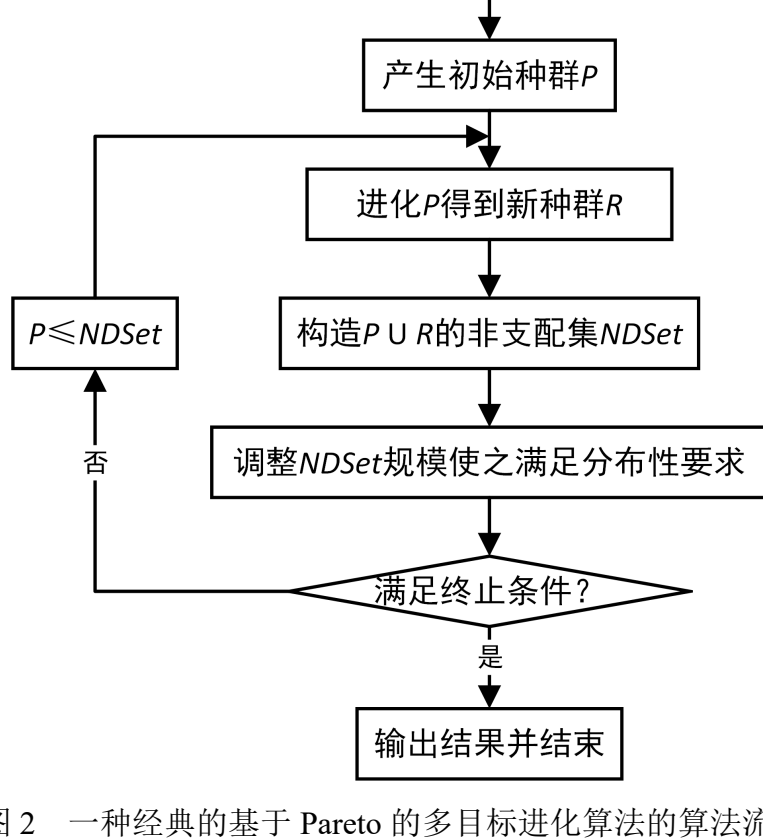 产生初始种群P
进化P得到新种群R
P≤NDSet
构造P∪R的非支配集NDSet
调整NDSet规模使之满足分布性要求
否
满足终止条件?
是
输出结果并结束
图 2 一种经典的基于 Pareto 的多目标进化算法的算法流